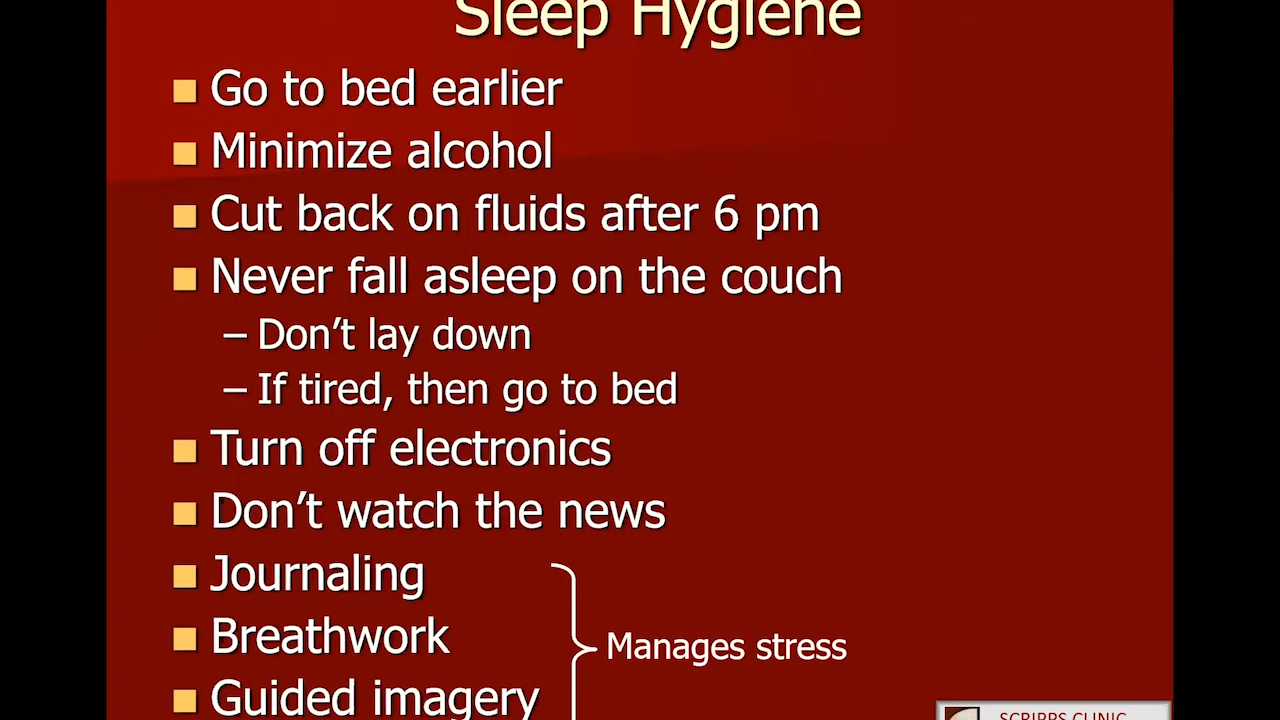 Sleep Hygiene
Go to bed earlier
Minimize alcohol
Cut back on fluids after 6 pm
Never fall asleep on the couch
– Don’t lay down
– If tired, then go to bed
Turn off electronics
Don’t watch the news
Journaling
Breathwork
Manages stress
Guided imagery
SCRIPPS CLINIC